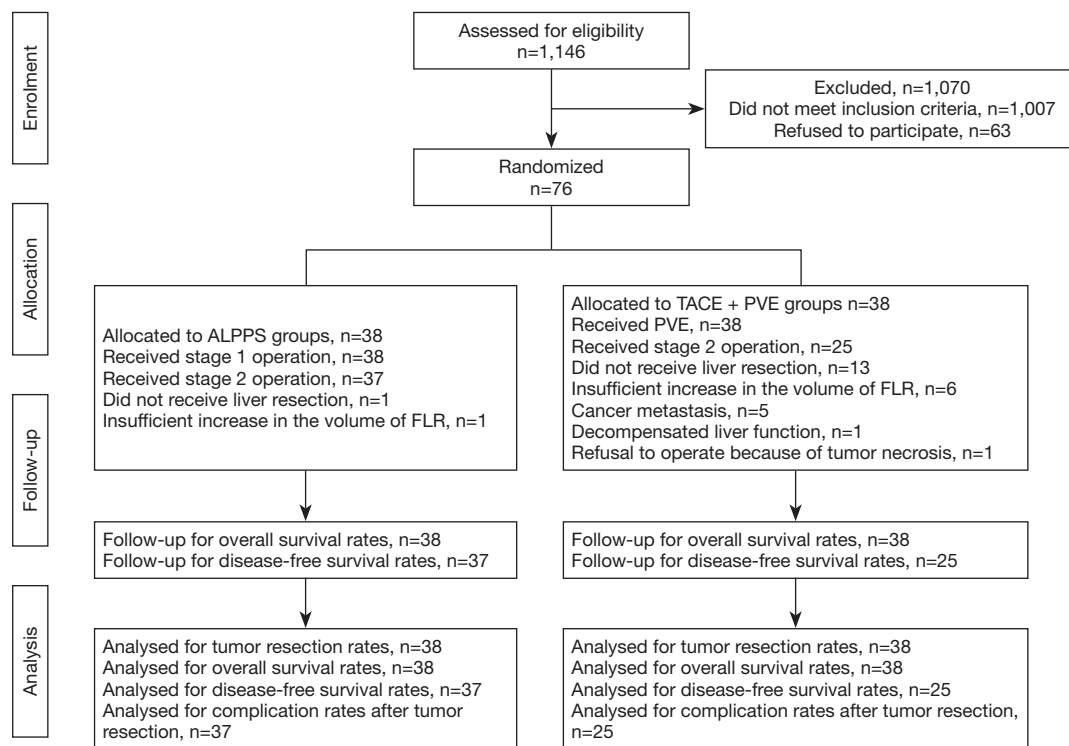 Enrolment
Assessed for eligibility
n=1,146
Excluded, n=1,070
Did not meet inclusion criteria, n=1,007
Refused to participate, n=63
Randomized
n=76
Allocation
Allocated to ALPPS groups, n=38
Received stage 1 operation, n=38
Received stage 2 operation, n=37
Did not receive liver resection, n=1
Insufficient increase in the volume of FLR, n=1
Allocated to TACE + PVE groups n=38
Received PVE, n=38
Received stage 2 operation, n=25
Did not receive liver resection, n=13
Insufficient increase in the volume of FLR, n=6
Cancer metastasis, n=5
Decompensated liver function, n=1
Refusal to operate because of tumor necrosis, n=1
Follow-up
Follow-up for overall survival rates, n=38
Follow-up for disease-free survival rates, n=37
Follow-up for overall survival rates, n=38
Follow-up for disease-free survival rates, n=25
Analysis
Analysed for tumor resection rates, n=38
Analysed for overall survival rates, n=38
Analysed for disease-free survival rates, n=37
Analysed for complication rates after tumor
resection, n=37
Analysed for tumor resection rates, n=38
Analysed for overall survival rates, n=38
Analysed for disease-free survival rates, n=25
Analysed for complication rates after tumor resection,
n=25